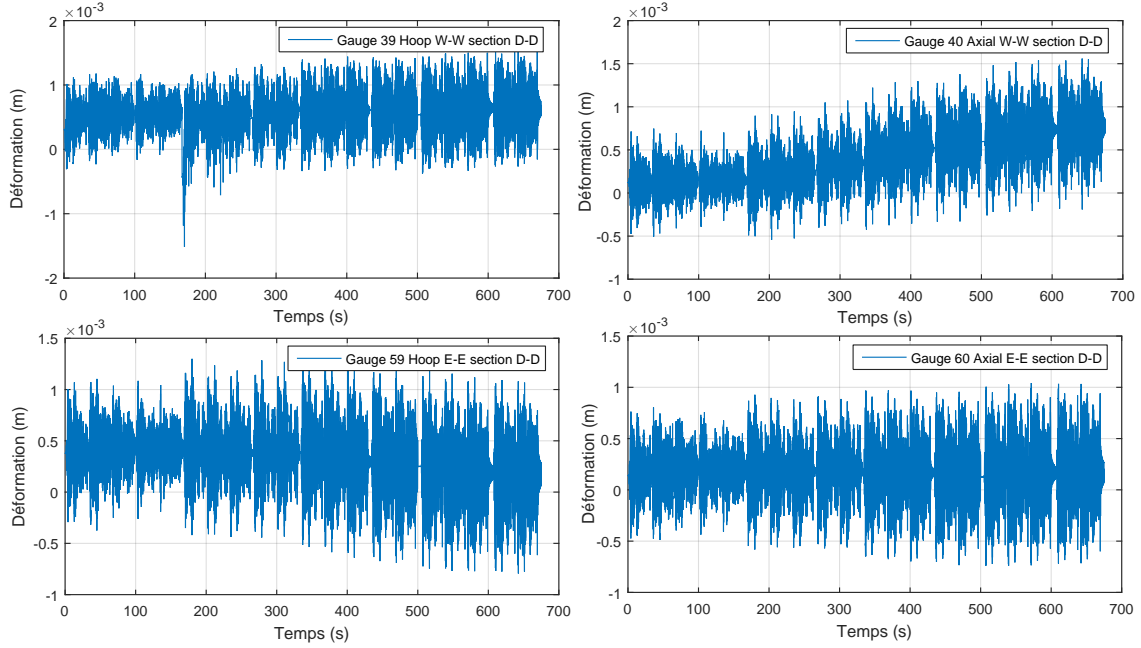 ×10⁻³
2
1
0
-1
-2
Déformation (m)
Gauge 39 Hoop W-W section D-D
0 100 200 300 400 500 600 700
Temps (s)
×10⁻³
2
1.5
1
0.5
0
-0.5
-1
Déformation (m)
Gauge 40 Axial W-W section D-D
0 100 200 300 400 500 600 700
Temps (s)
×10⁻³
1.5
1
0.5
0
-0.5
-1
Déformation (m)
Gauge 59 Hoop E-E section D-D
0 100 200 300 400 500 600 700
Temps (s)
×10⁻³
1.5
1
0.5
0
-0.5
-1
Déformation (m)
Gauge 60 Axial E-E section D-D
0 100 200 300 400 500 600 700
Temps (s)